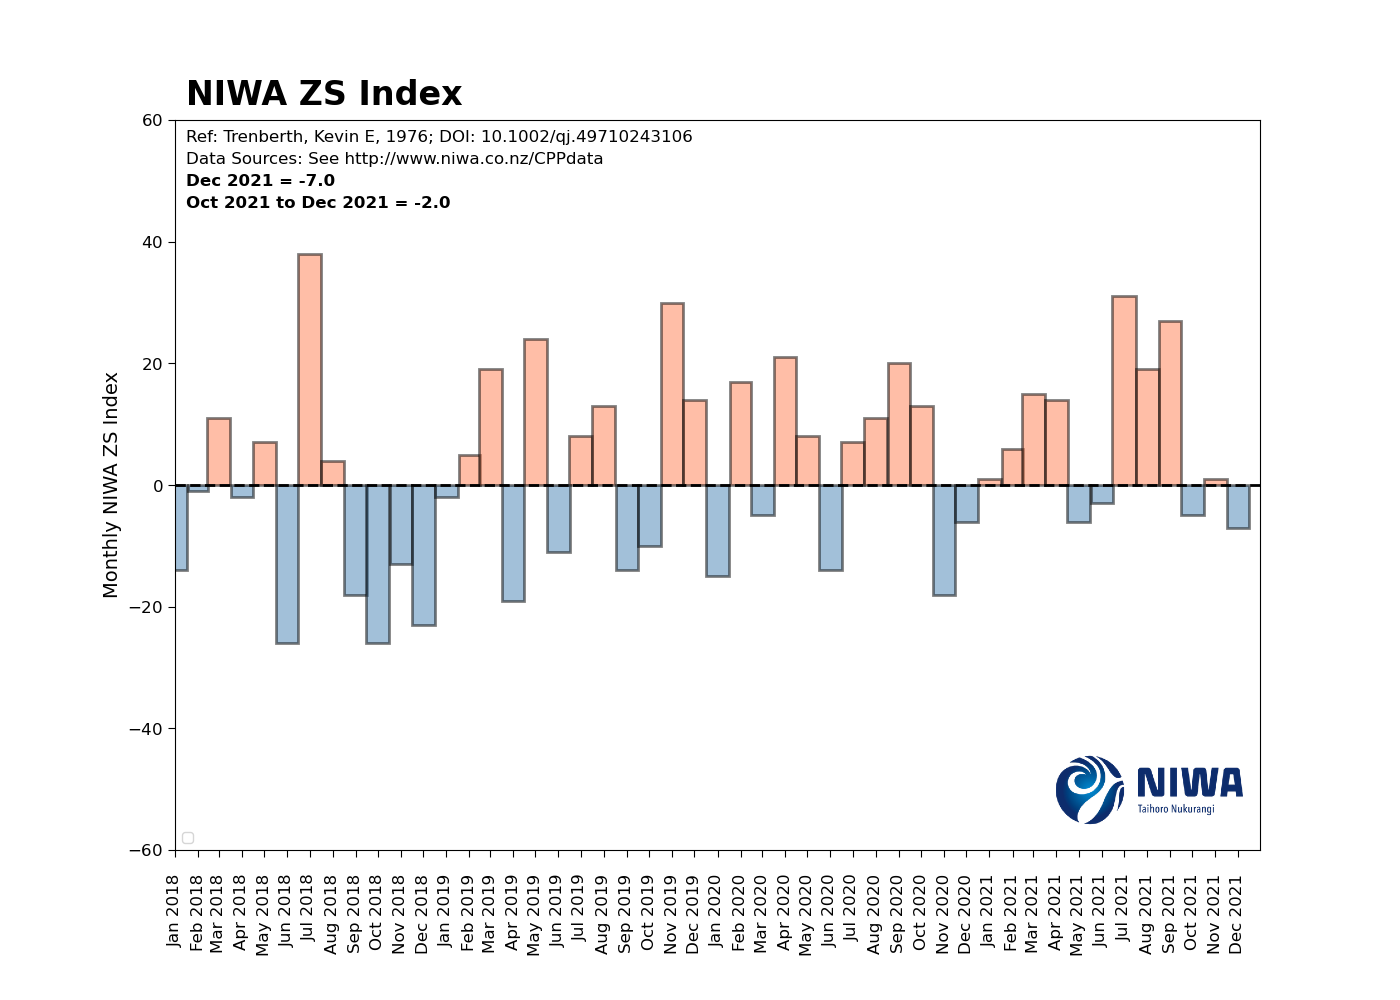 NIWA ZS Index
Ref: Trenberth, Kevin E, 1976; DOI: 10.1002/qj.49710243106
Data Sources: See http://www.niwa.co.nz/CPPdata
Dec 2021 = -7.0
Oct 2021 to Dec 2021 = -2.0
Monthly NIWA ZS Index
60
40
20
0
−20
−40
−60
NIWA
Taihoro Nukurangi
Jan 2018
Feb 2018
Mar 2018
Apr 2018
May 2018
Jun 2018
Jul 2018
Aug 2018
Sep 2018
Oct 2018
Nov 2018
Dec 2018
Jan 2019
Feb 2019
Mar 2019
Apr 2019
May 2019
Jun 2019
Jul 2019
Aug 2019
Sep 2019
Oct 2019
Nov 2019
Dec 2019
Jan 2020
Feb 2020
Mar 2020
Apr 2020
May 2020
Jun 2020
Jul 2020
Aug 2020
Sep 2020
Oct 2020
Nov 2020
Dec 2020
Jan 2021
Feb 2021
Mar 2021
Apr 2021
May 2021
Jun 2021
Jul 2021
Aug 2021
Sep 2021
Oct 2021
Nov 2021
Dec 2021